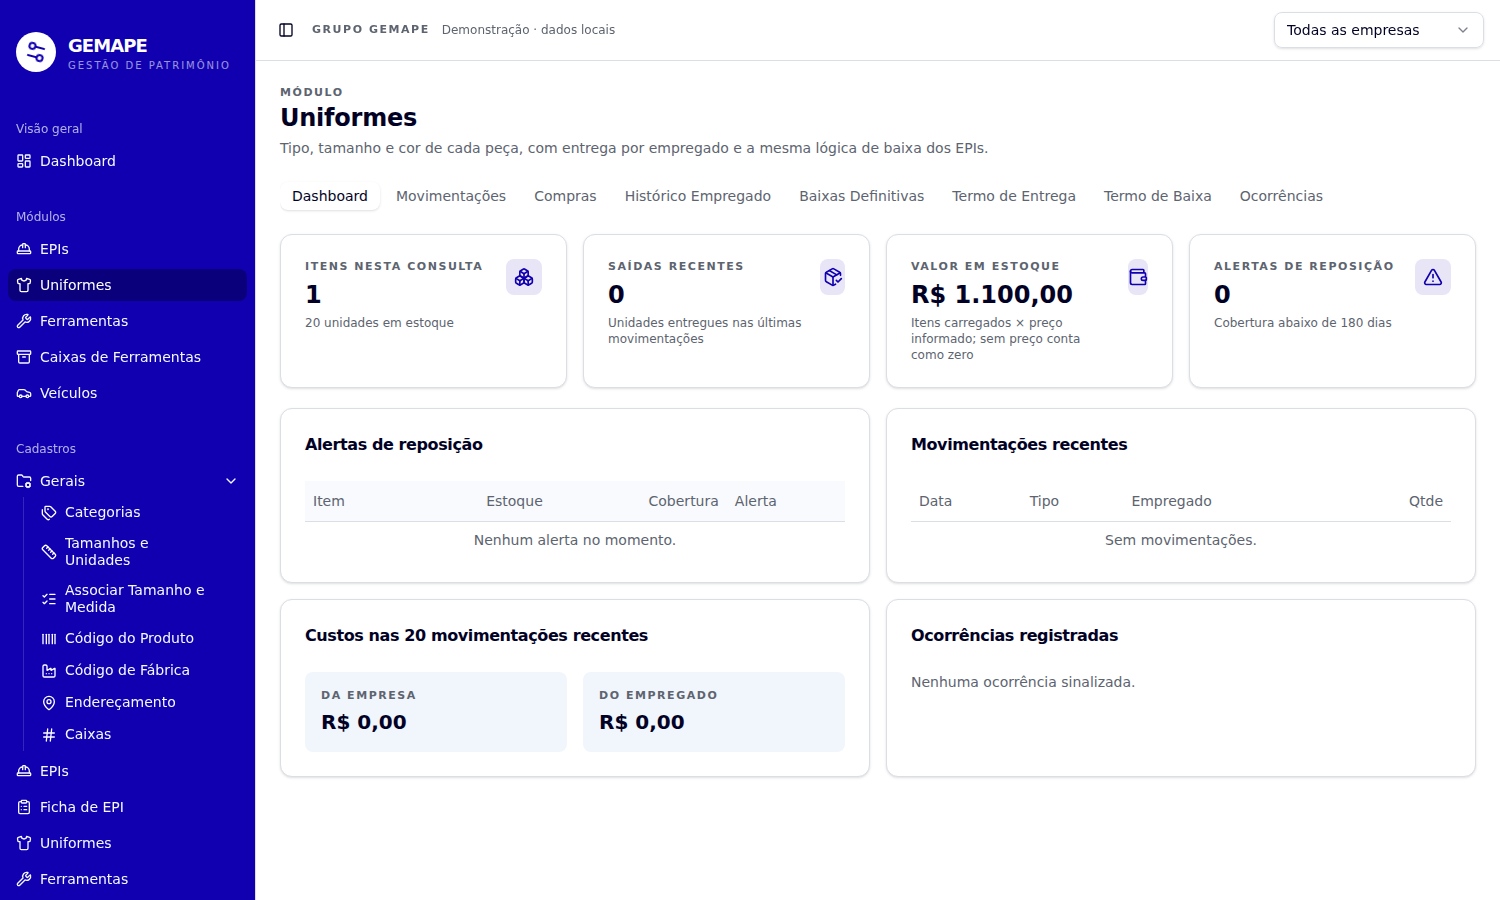 GEMAPE
GESTÃO DE PATRIMÔNIO
Visão geral
Dashboard
Módulos
EPIs
Uniformes
Ferramentas
Caixas de Ferramentas
Veículos
Cadastros
Gerais
Categorias
Tamanhos e
Unidades
Associar Tamanho e
Medida
Código do Produto
Código de Fábrica
Endereçamento
Caixas
EPIs
Ficha de EPI
Uniformes
Ferramentas
GRUPO GEMAPE Demonstração · dados locais
Todas as empresas
MÓDULO
Uniformes
Tipo, tamanho e cor de cada peça, com entrega por empregado e a mesma lógica de baixa dos EPIs.
Dashboard Movimentações Compras Histórico Empregado Baixas Definitivas Termo de Entrega Termo de Baixa Ocorrências
ITENS NESTA CONSULTA
1
20 unidades em estoque
SAÍDAS RECENTES
0
Unidades entregues nas últimas
movimentações
VALOR EM ESTOQUE
R$ 1.100,00
Itens carregados × preço
informado; sem preço conta
como zero
ALERTAS DE REPOSIÇÃO
0
Cobertura abaixo de 180 dias
Alertas de reposição
Item Estoque Cobertura Alerta
Nenhum alerta no momento.
Movimentações recentes
Data Tipo Empregado Qtde
Sem movimentações.
Custos nas 20 movimentações recentes
DA EMPRESA
R$ 0,00
DO EMPREGADO
R$ 0,00
Ocorrências registradas
Nenhuma ocorrência sinalizada.